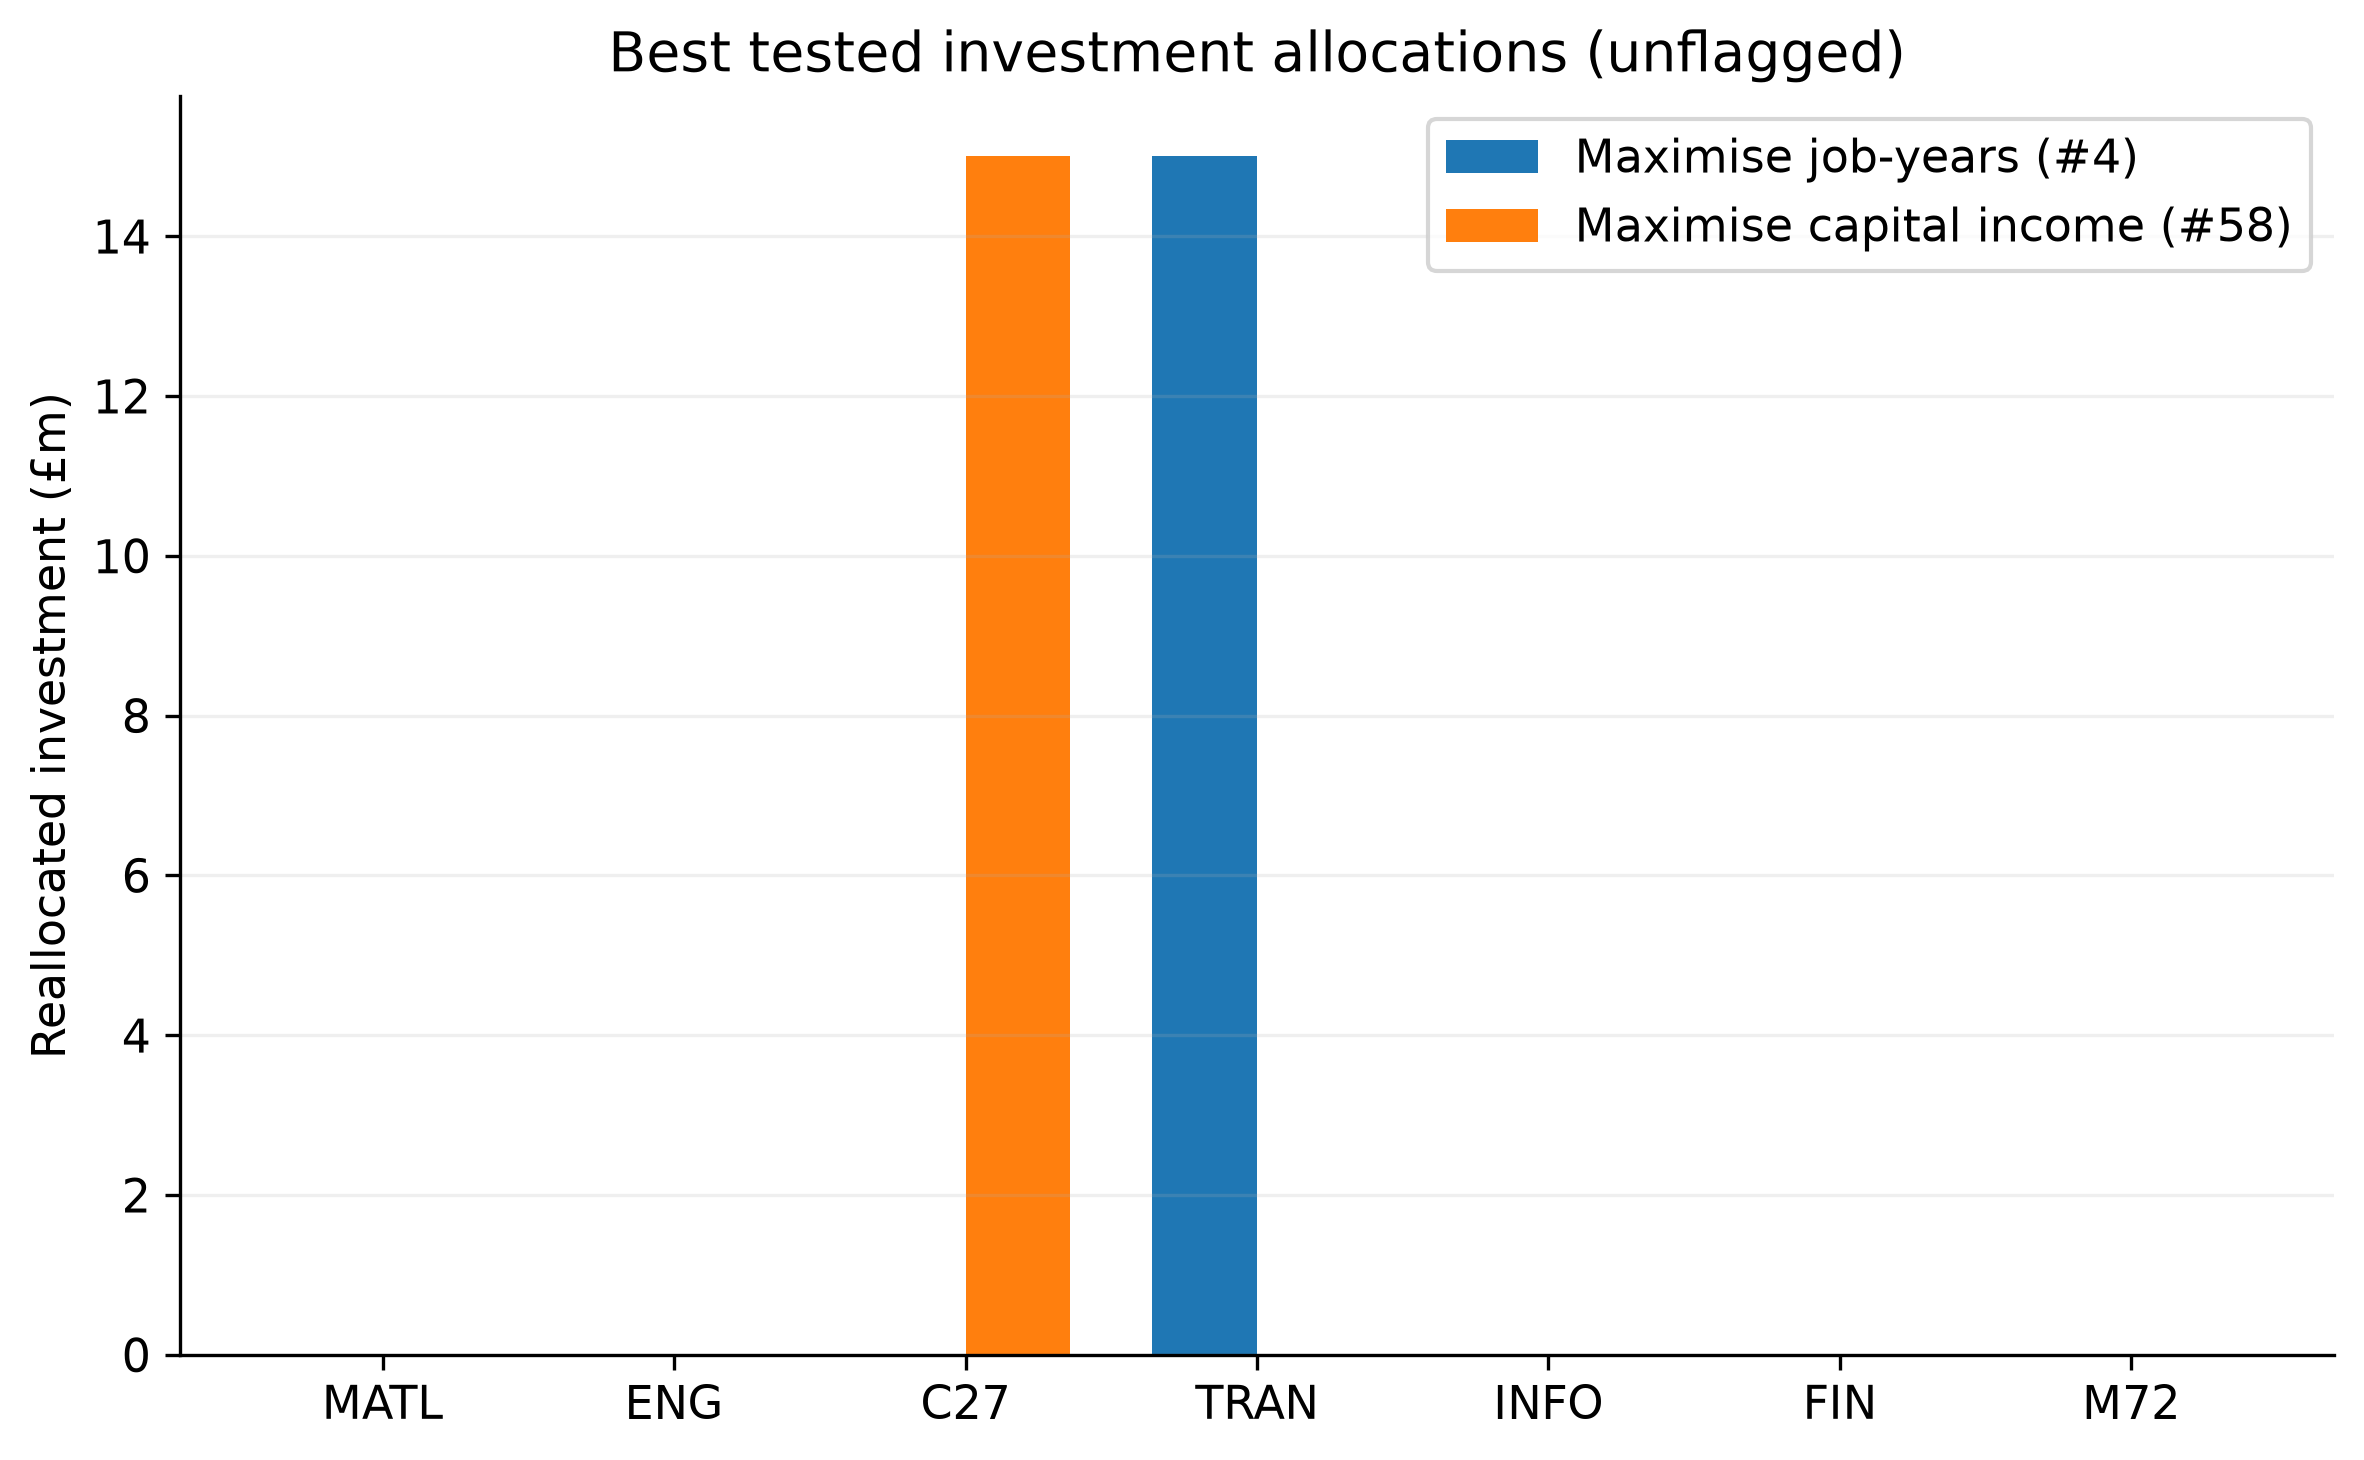 Best tested investment allocations (unflagged)
Maximise job-years (#4)
Maximise capital income (#58)
Reallocated investment (£m)
14
12
10
8
6
4
2
0
MATL ENG C27 TRAN INFO FIN M72